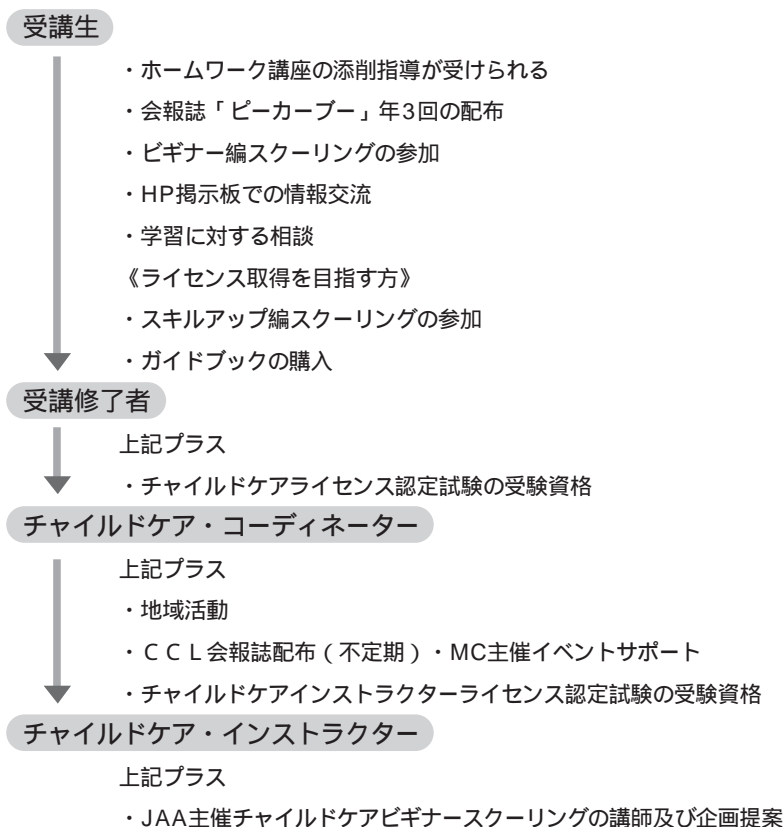 受講生
・ホームワーク講座の添削指導が受けられる
・会報誌「ピーカーブー」年3回の配布
・ビギナー編スクーリングの参加
・HP掲示板での情報交流
・学習に対する相談
《ライセンス取得を目指す方》
・スキルアップ編スクーリングの参加
・ガイドブックの購入
受講修了者
上記プラス
・チャイルドケアライセンス認定試験の受験資格
チャイルドケア・コーディネーター
上記プラス
・地域活動
・ＣＣＬ会報誌配布（不定期）・MC主催イベントサポート
・チャイルドケアインストラクターライセンス認定試験の受験資格
チャイルドケア・インストラクター
上記プラス
・JAA主催チャイルドケアビギナースクーリングの講師及び企画提案